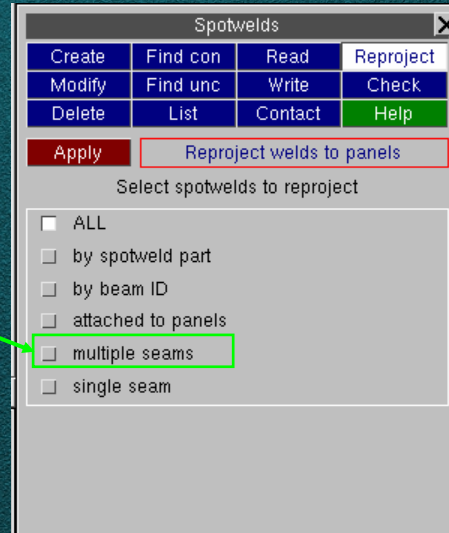 Spotwelds
Create Find con Read Reproject
Modify Find unc Write Check
Delete List Contact Help
Apply Reproject welds to panels
Select spotwelds to reproject
ALL
by spotweld part
by beam ID
attached to panels
multiple seams
single seam